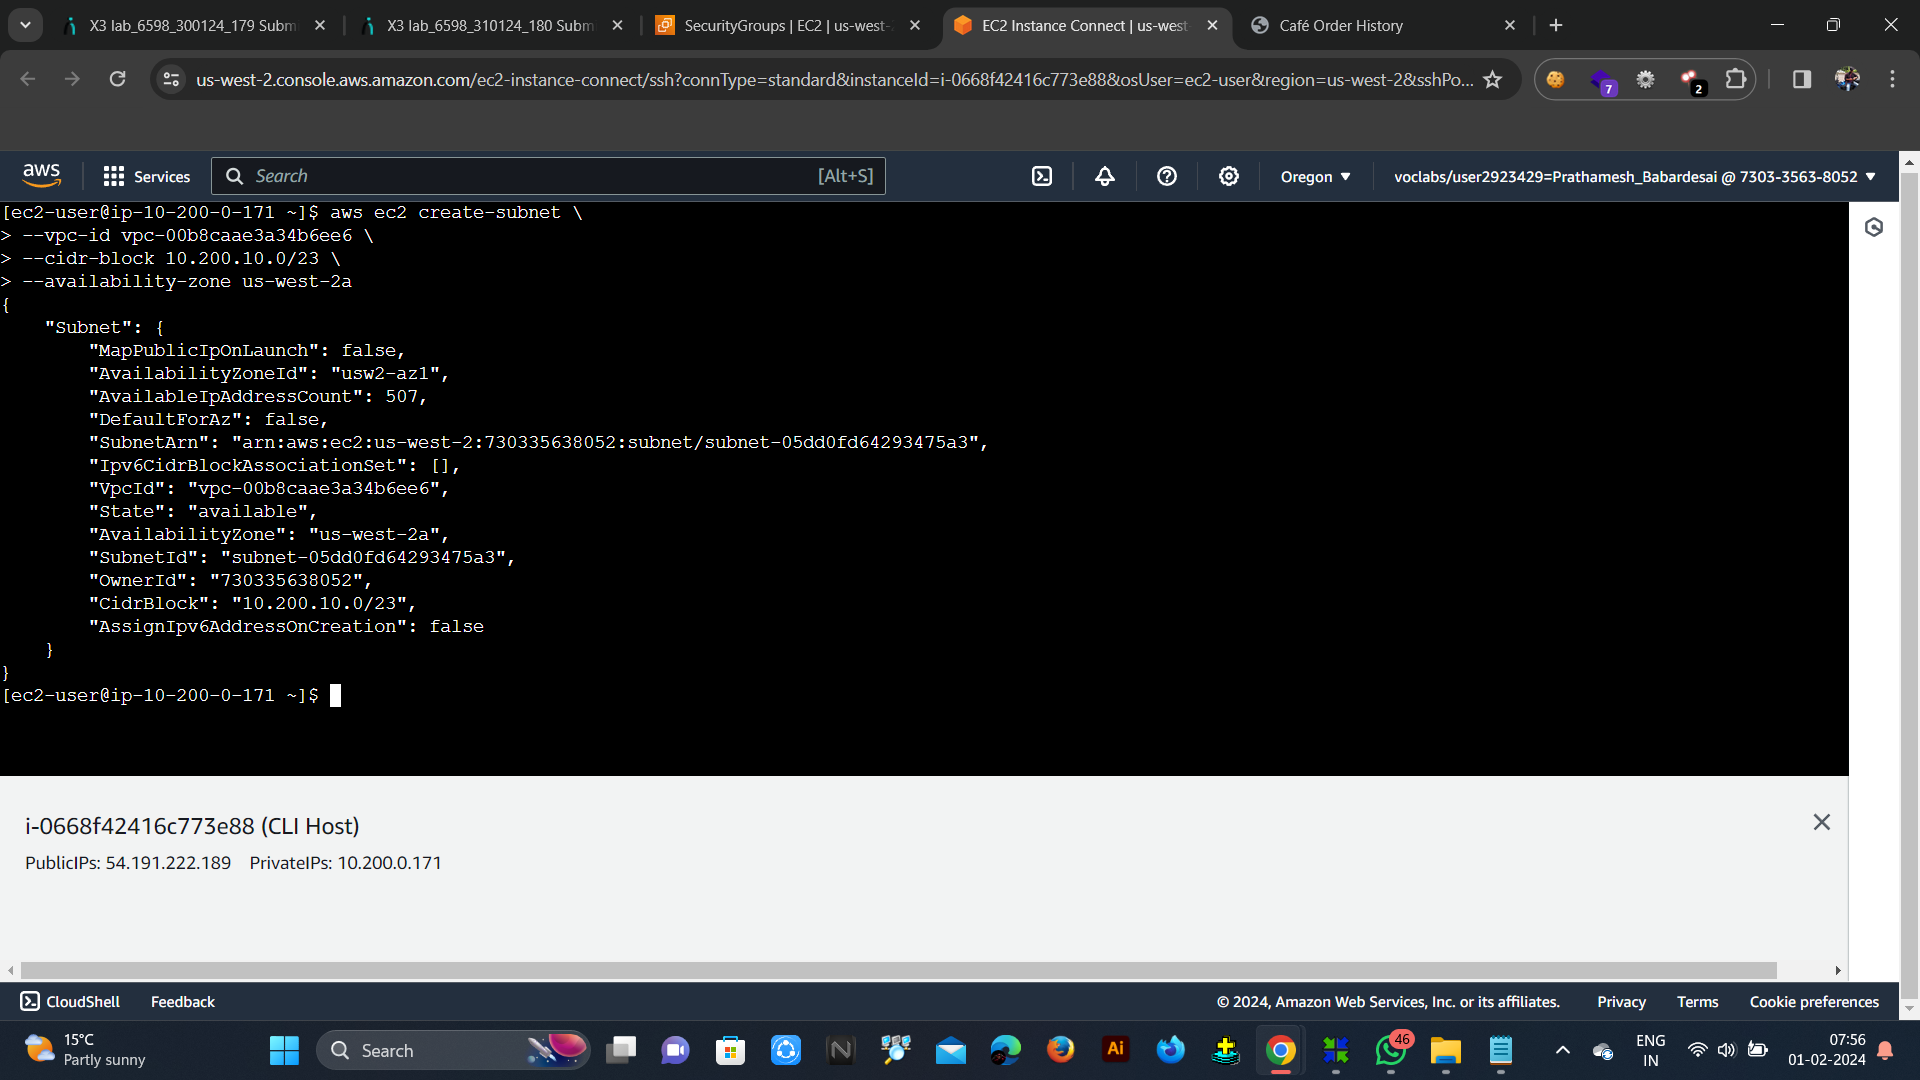 X3 lab_6598_300124_179 Subm
X3 lab_6598_310124_180 Subm
SecurityGroups | EC2 | us-west-
EC2 Instance Connect | us-west-
Café Order History
us-west-2.console.aws.amazon.com/ec2-instance-connect/ssh?connType=standard&instanceId=i-0668f42416c773e88&osUser=ec2-user&region=us-west-2&sshPo...
7
2
aws
Services
Search
[Alt+S]
Oregon
voclabs/user2923429=Prathamesh_Babardesai @ 7303-3563-8052
[ec2-user@ip-10-200-0-171 ~]$ aws ec2 create-subnet \
> --vpc-id vpc-00b8caae3a34b6ee6 \
> --cidr-block 10.200.10.0/23 \
> --availability-zone us-west-2a
{
    "Subnet": {
        "MapPublicIpOnLaunch": false,
        "AvailabilityZoneId": "usw2-az1",
        "AvailableIpAddressCount": 507,
        "DefaultForAz": false,
        "SubnetArn": "arn:aws:ec2:us-west-2:730335638052:subnet/subnet-05dd0fd64293475a3",
        "Ipv6CidrBlockAssociationSet": [],
        "VpcId": "vpc-00b8caae3a34b6ee6",
        "State": "available",
        "AvailabilityZone": "us-west-2a",
        "SubnetId": "subnet-05dd0fd64293475a3",
        "OwnerId": "730335638052",
        "CidrBlock": "10.200.10.0/23",
        "AssignIpv6AddressOnCreation": false
    }
}
[ec2-user@ip-10-200-0-171 ~]$
i-0668f42416c773e88 (CLI Host)
PublicIPs: 54.191.222.189 PrivateIPs: 10.200.0.171
CloudShell
Feedback
© 2024, Amazon Web Services, Inc. or its affiliates.
Privacy
Terms
Cookie preferences
15°C
Partly sunny
Search
Ai
46
ENG
IN
07:56
01-02-2024